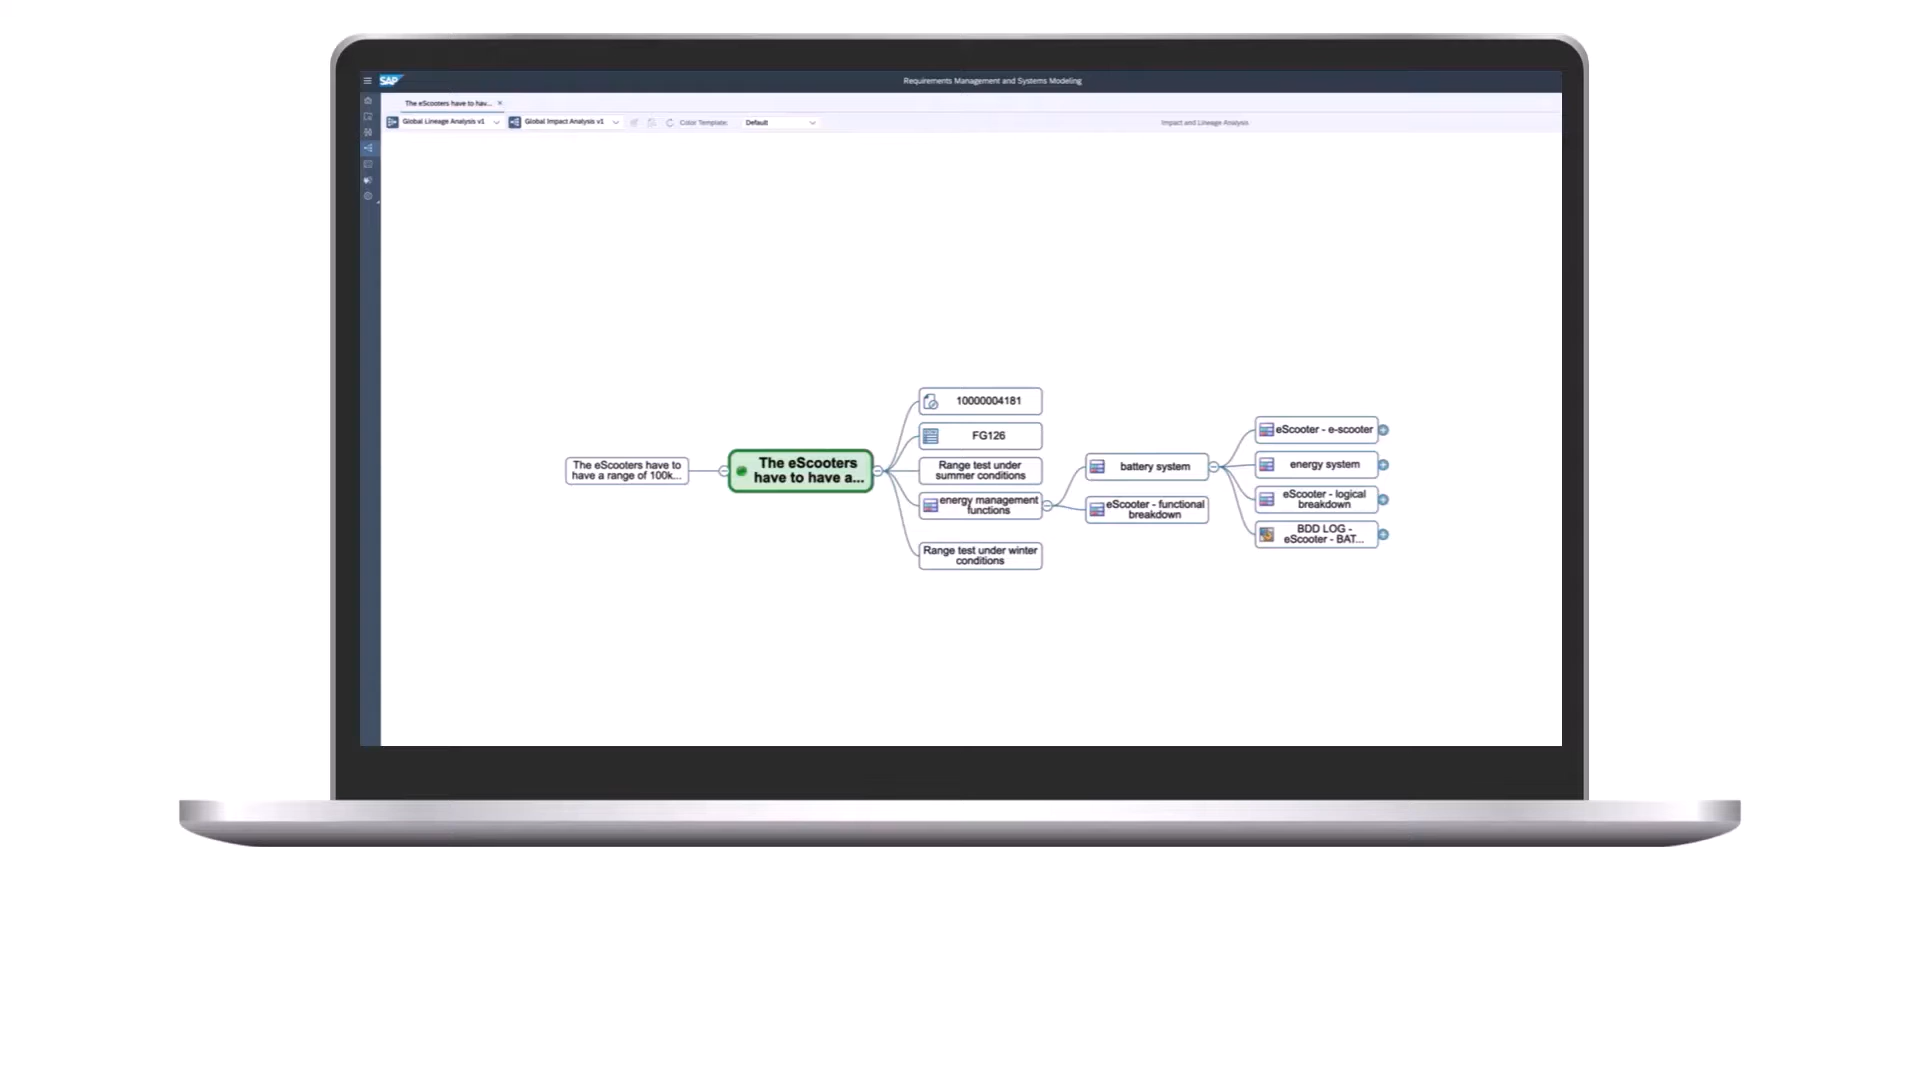 SAP
Requirements Management and Systems Modeling
The eScooters have to hav...
Global Lineage Analysis v1
Global Impact Analysis v1
Color Template:
Default
Impact and Lineage Analysis
The eScooters have to
have a range of 100k...
The eScooters
have to have a...
10000004181
FG126
Range test under
summer conditions
energy management
functions
Range test under winter
conditions
battery system
eScooter - functional
breakdown
eScooter - e-scooter
energy system
eScooter - logical
breakdown
BDD LOG -
eScooter - BAT...